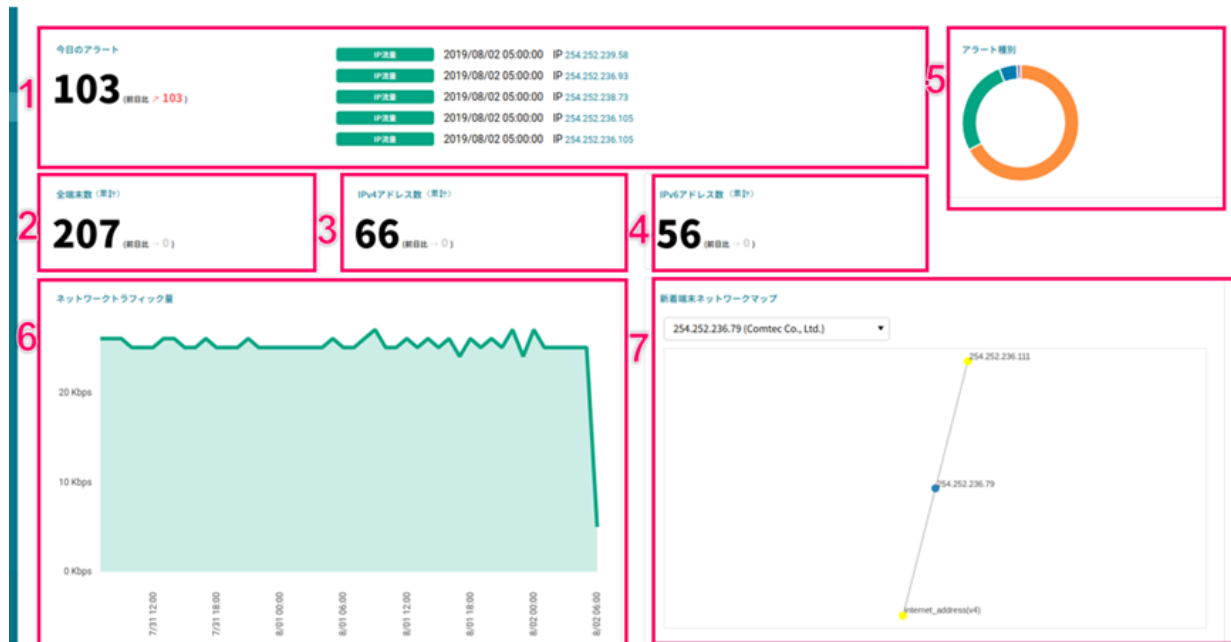 1
今日のアラート
103 (前日比 ↗ 103 )
IP流量 2019/08/02 05:00:00 IP 254.252.239.58
IP流量 2019/08/02 05:00:00 IP 254.252.236.93
IP流量 2019/08/02 05:00:00 IP 254.252.238.73
IP流量 2019/08/02 05:00:00 IP 254.252.236.105
IP流量 2019/08/02 05:00:00 IP 254.252.236.105
5
アラート種別
2
全端末数（累計）
207 (前日比 → 0 )
3
IPv4アドレス数（累計）
66 (前日比 → 0 )
4
IPv6アドレス数（累計）
56 (前日比 → 0 )
6
ネットワークトラフィック量
20 Kbps
10 Kbps
0 Kbps
7/31 12:00
7/31 18:00
8/01 00:00
8/01 06:00
8/01 12:00
8/01 18:00
8/02 00:00
8/02 06:00
7
新着端末ネットワークマップ
254.252.236.79 (Comtec Co., Ltd.)
254.252.236.111
254.252.236.79
internet_address(v4)